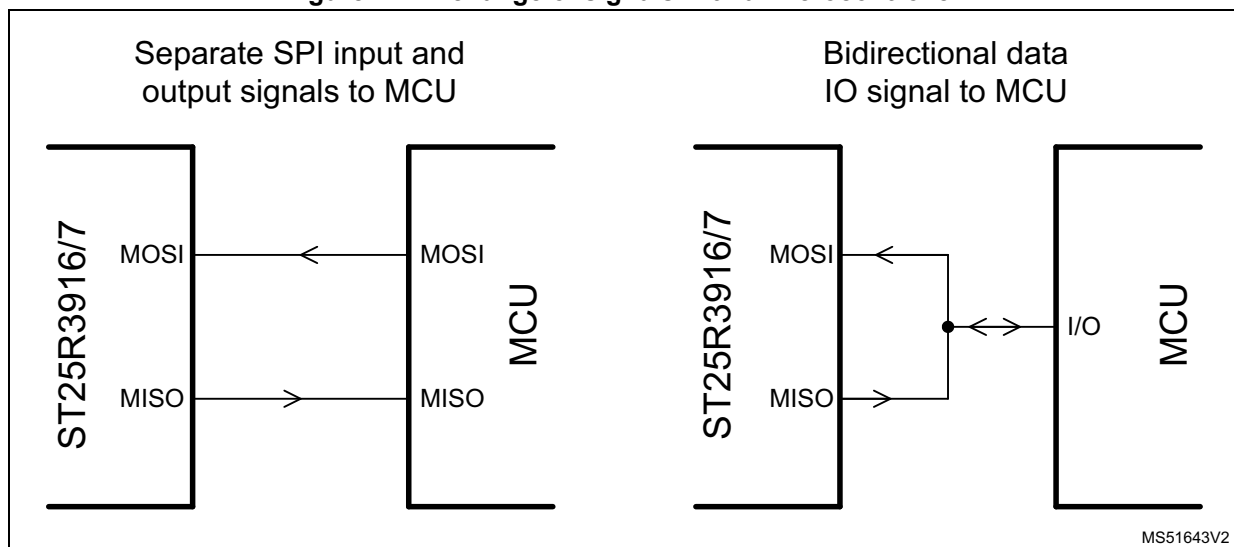 Separate SPI input and
output signals to MCU
Bidirectional data
IO signal to MCU
ST25R3916/7
MOSI
MISO
MOSI
MISO
MCU
ST25R3916/7
MOSI
MISO
I/O
MCU
MS51643V2